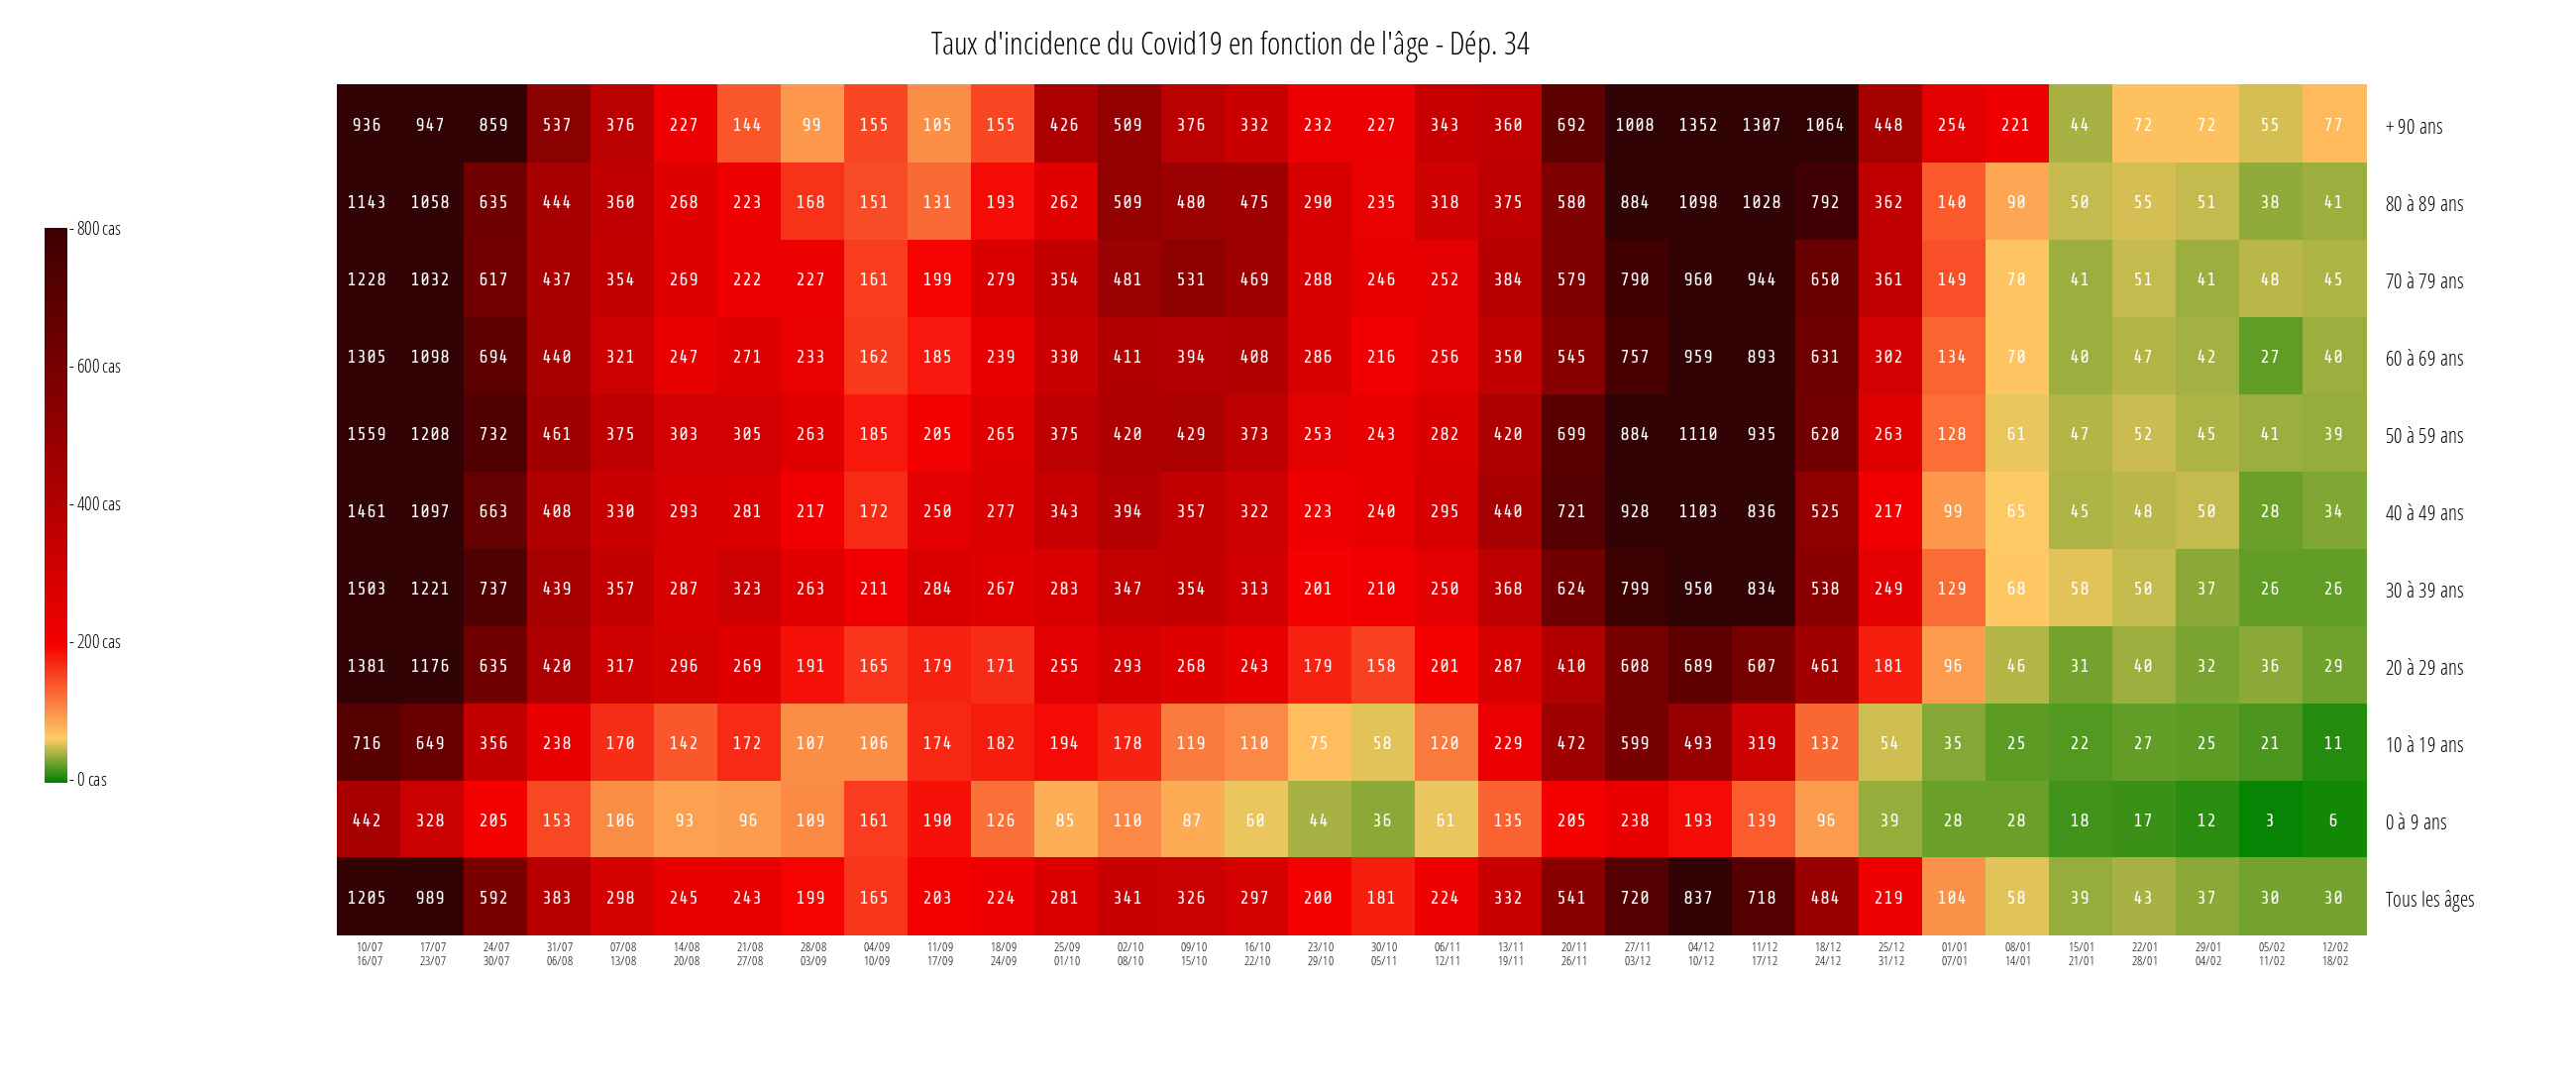 Taux d'incidence du Covid19 en fonction de l'âge - Dép. 34
- 800 cas
- 600 cas
- 400 cas
- 200 cas
- 0 cas
936 947 859 537 376 227 144 99 155 105 155 426 509 376 332 232 227 343 360 692 1008 1352 1307 1064 448 254 221 44 72 72 55 77 + 90 ans
1143 1058 635 444 360 268 223 168 151 131 193 262 509 480 475 290 235 318 375 580 884 1098 1028 792 362 140 90 50 55 51 38 41 80 à 89 ans
1228 1032 617 437 354 269 222 227 161 199 279 354 481 531 469 288 246 252 384 579 790 960 944 650 361 149 70 41 51 41 48 45 70 à 79 ans
1305 1098 694 440 321 247 271 233 162 185 239 330 411 394 408 286 216 256 350 545 757 959 893 631 302 134 70 40 47 42 27 40 60 à 69 ans
1559 1208 732 461 375 303 305 263 185 205 265 375 420 429 373 253 243 282 420 699 884 1110 935 620 263 128 61 47 52 45 41 39 50 à 59 ans
1461 1097 663 408 330 293 281 217 172 250 277 343 394 357 322 223 240 295 440 721 928 1103 836 525 217 99 65 45 48 50 28 34 40 à 49 ans
1503 1221 737 439 357 287 323 263 211 284 267 283 347 354 313 201 210 250 368 624 799 950 834 538 249 129 68 58 50 37 26 26 30 à 39 ans
1381 1176 635 420 317 296 269 191 165 179 171 255 293 268 243 179 158 201 287 410 608 689 607 461 181 96 46 31 40 32 36 29 20 à 29 ans
716 649 356 238 170 142 172 107 106 174 182 194 178 119 110 75 58 120 229 472 599 493 319 132 54 35 25 22 27 25 21 11 10 à 19 ans
442 328 205 153 106 93 96 109 161 190 126 85 110 87 60 44 36 61 135 205 238 193 139 96 39 28 28 18 17 12 3 6 0 à 9 ans
1205 989 592 383 298 245 243 199 165 203 224 281 341 326 297 200 181 224 332 541 720 837 718 484 219 104 58 39 43 37 30 30 Tous les âges
10/07 17/07 24/07 31/07 07/08 14/08 21/08 28/08 04/09 11/09 18/09 25/09 02/10 09/10 16/10 23/10 30/10 06/11 13/11 20/11 27/11 04/12 11/12 18/12 25/12 01/01 08/01 15/01 22/01 29/01 05/02 12/02
16/07 23/07 30/07 06/08 13/08 20/08 27/08 03/09 10/09 17/09 24/09 01/10 08/10 15/10 22/10 29/10 05/11 12/11 19/11 26/11 03/12 10/12 17/12 24/12 31/12 07/01 14/01 21/01 28/01 04/02 11/02 18/02